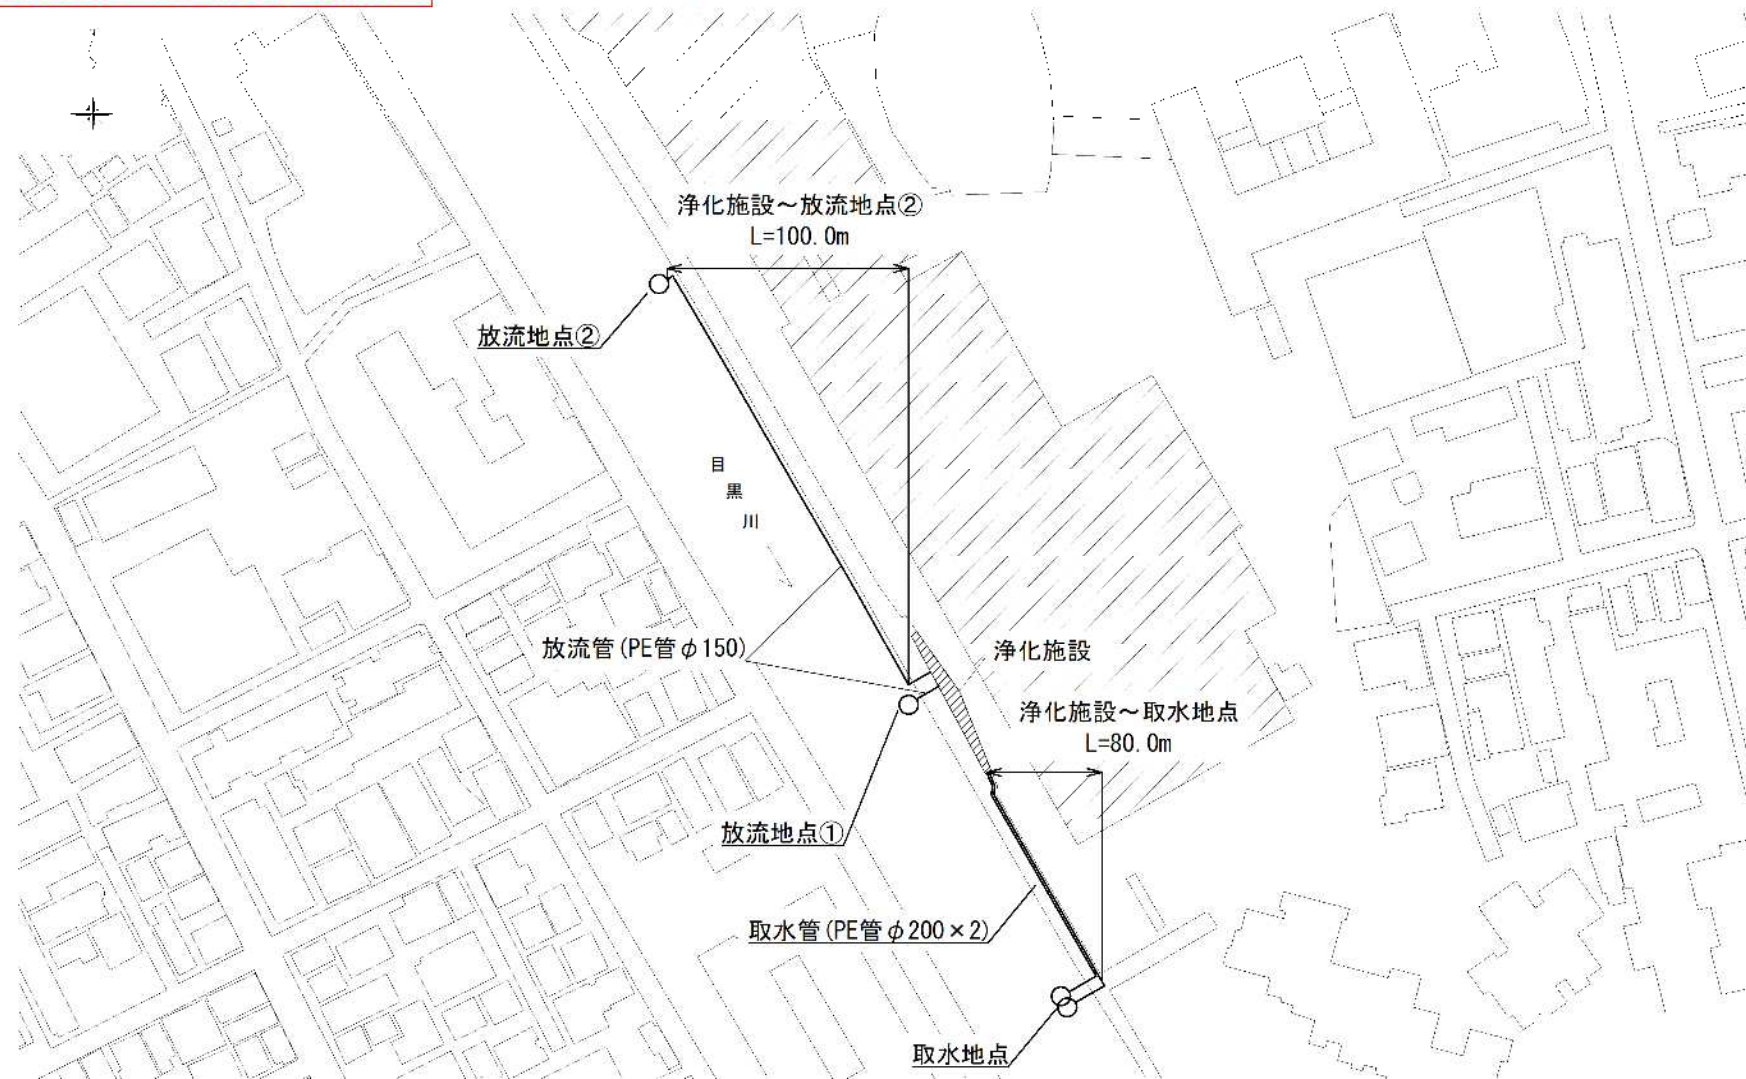 浄化施設～放流地点②
L=100.0m
放流地点②
目黒川
放流管(PE管φ150)
浄化施設
浄化施設～取水地点
L=80.0m
放流地点①
取水管(PE管φ200×2)
取水地点